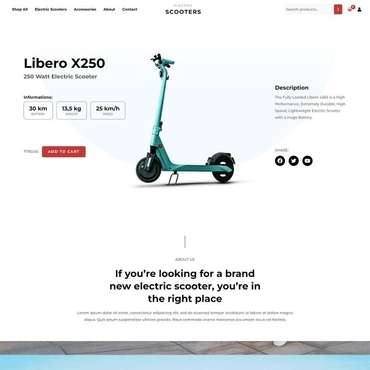 Shop All Electric Scooters Accessories About Contact
ELECTRIC
SCOOTERS
Search products...
Libero X250
250 Watt Electric Scooter
Informations:
30 km
BATTERY
13,5 kg
WEIGHT
25 km/h
SPEED
ADD TO CART
Description
The Fully Loaded Libero x250 is a High
Performance, Extremely Durable, High
Speed, Lightweight Electric Scooter
with a Huge Battery.
SHARE:
ABOUT US
If you're looking for a brand
new electric scooter, you're in
the right place
Lorem ipsum dolor sit amet, consectetur adipiscing elit, sed do eiusmod tempor incididunt ut labore et dolore magna aliqua.
Quis ipsum suspendisse ultrices gravida. Risus commodo viverra maecenas accumsan lacus vel facilisis.